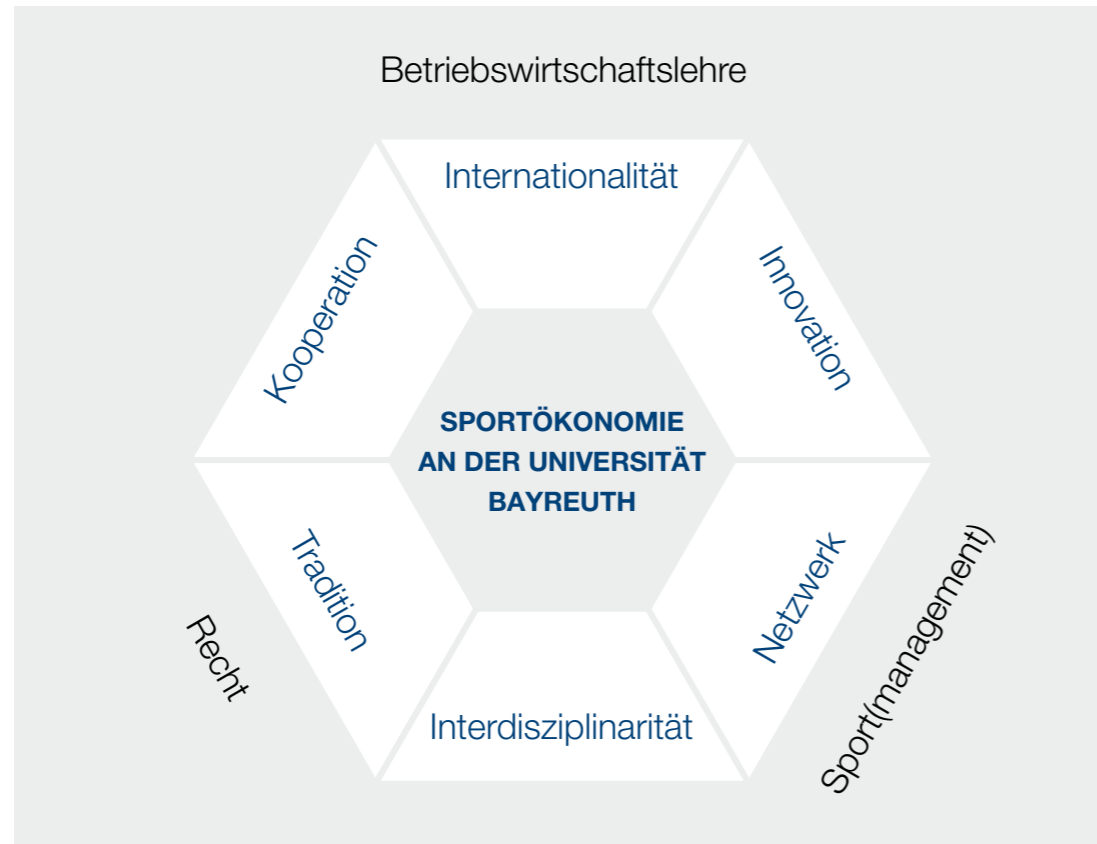 Betriebswirtschaftslehre
Internationalität
Kooperation
Innovation
SPORTÖKONOMIE
AN DER UNIVERSITÄT
BAYREUTH
Tradition
Netzwerk
Recht
Sport(management)
Interdisziplinarität